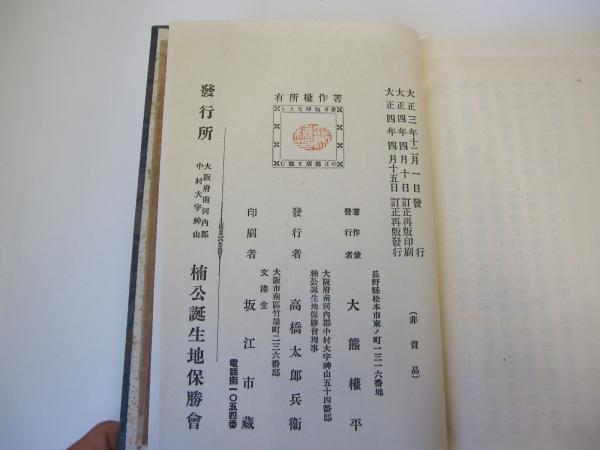 大正三年十二月一日發行
大正四年四月十日訂正再版印刷
大正四年四月十五日訂正再版發行
(非賣品)
著作權所有
長野縣松本市東ノ町一三一六番地
著作兼
發行者
大熊權平
大阪府南河內郡中村大字神山五十四番邸
楠公誕生地保勝會理事
發行者
高橋太郎兵衞
大阪市南區竹屋町二三六番邸
文港堂
印刷者
坂江市藏
電話南一〇五四番
發行所
大阪府南河內郡
中村大字神山
楠公誕生地保勝會